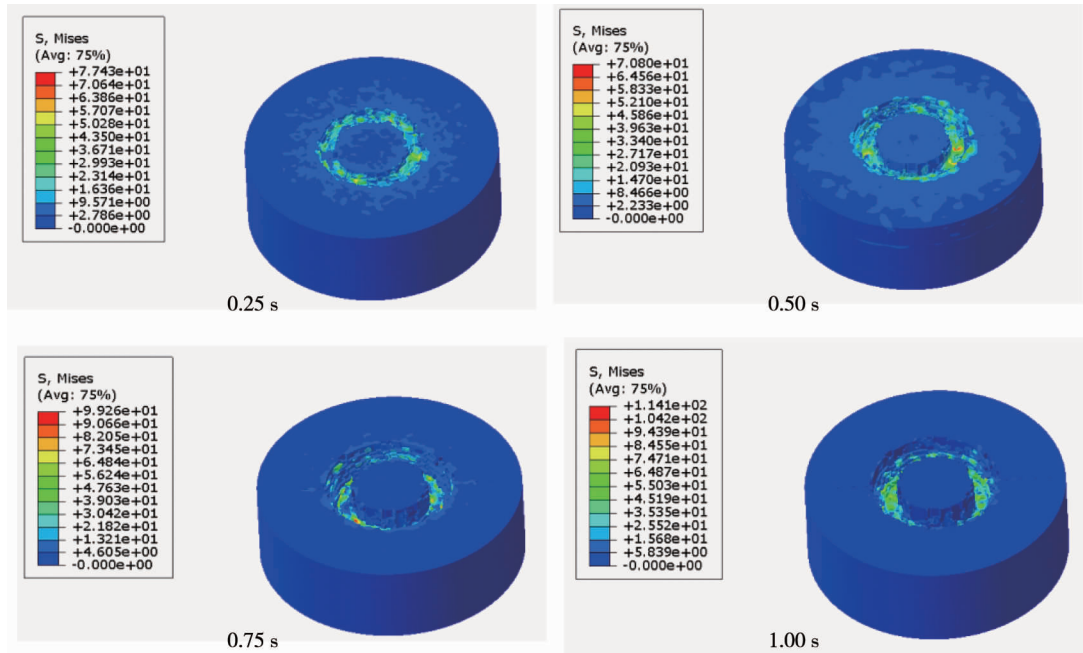 S, Mises
(Avg: 75%)
+7.743e+01
+7.064e+01
+6.386e+01
+5.707e+01
+5.028e+01
+4.350e+01
+3.671e+01
+2.993e+01
+2.314e+01
+1.636e+01
+9.571e+00
+2.786e+00
-0.000e+00
0.25 s
S, Mises
(Avg: 75%)
+7.080e+01
+6.456e+01
+5.833e+01
+5.210e+01
+4.586e+01
+3.963e+01
+3.340e+01
+2.717e+01
+2.093e+01
+1.470e+01
+8.466e+00
+2.233e+00
-0.000e+00
0.50 s
S, Mises
(Avg: 75%)
+9.926e+01
+9.066e+01
+8.205e+01
+7.345e+01
+6.484e+01
+5.624e+01
+4.763e+01
+3.903e+01
+3.042e+01
+2.182e+01
+1.321e+01
+4.605e+00
-0.000e+00
0.75 s
S, Mises
(Avg: 75%)
+1.141e+02
+1.042e+02
+9.439e+01
+8.455e+01
+7.471e+01
+6.487e+01
+5.503e+01
+4.519e+01
+3.535e+01
+2.552e+01
+1.568e+01
+5.839e+00
-0.000e+00
1.00 s